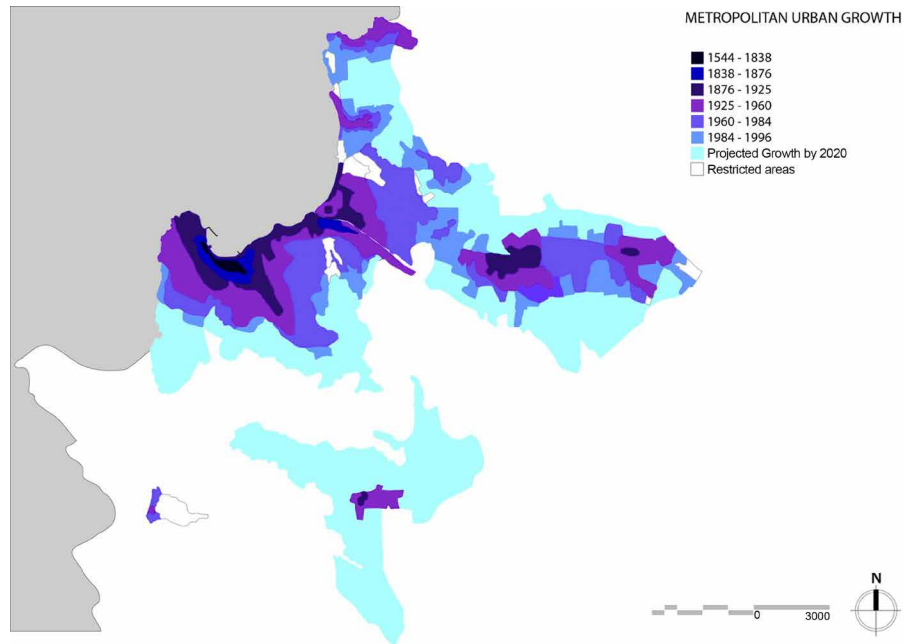 METROPOLITAN URBAN GROWTH
1544 - 1838
1838 - 1876
1876 - 1925
1925 - 1960
1960 - 1984
1984 - 1996
Projected Growth by 2020
Restricted areas
N
0 3000